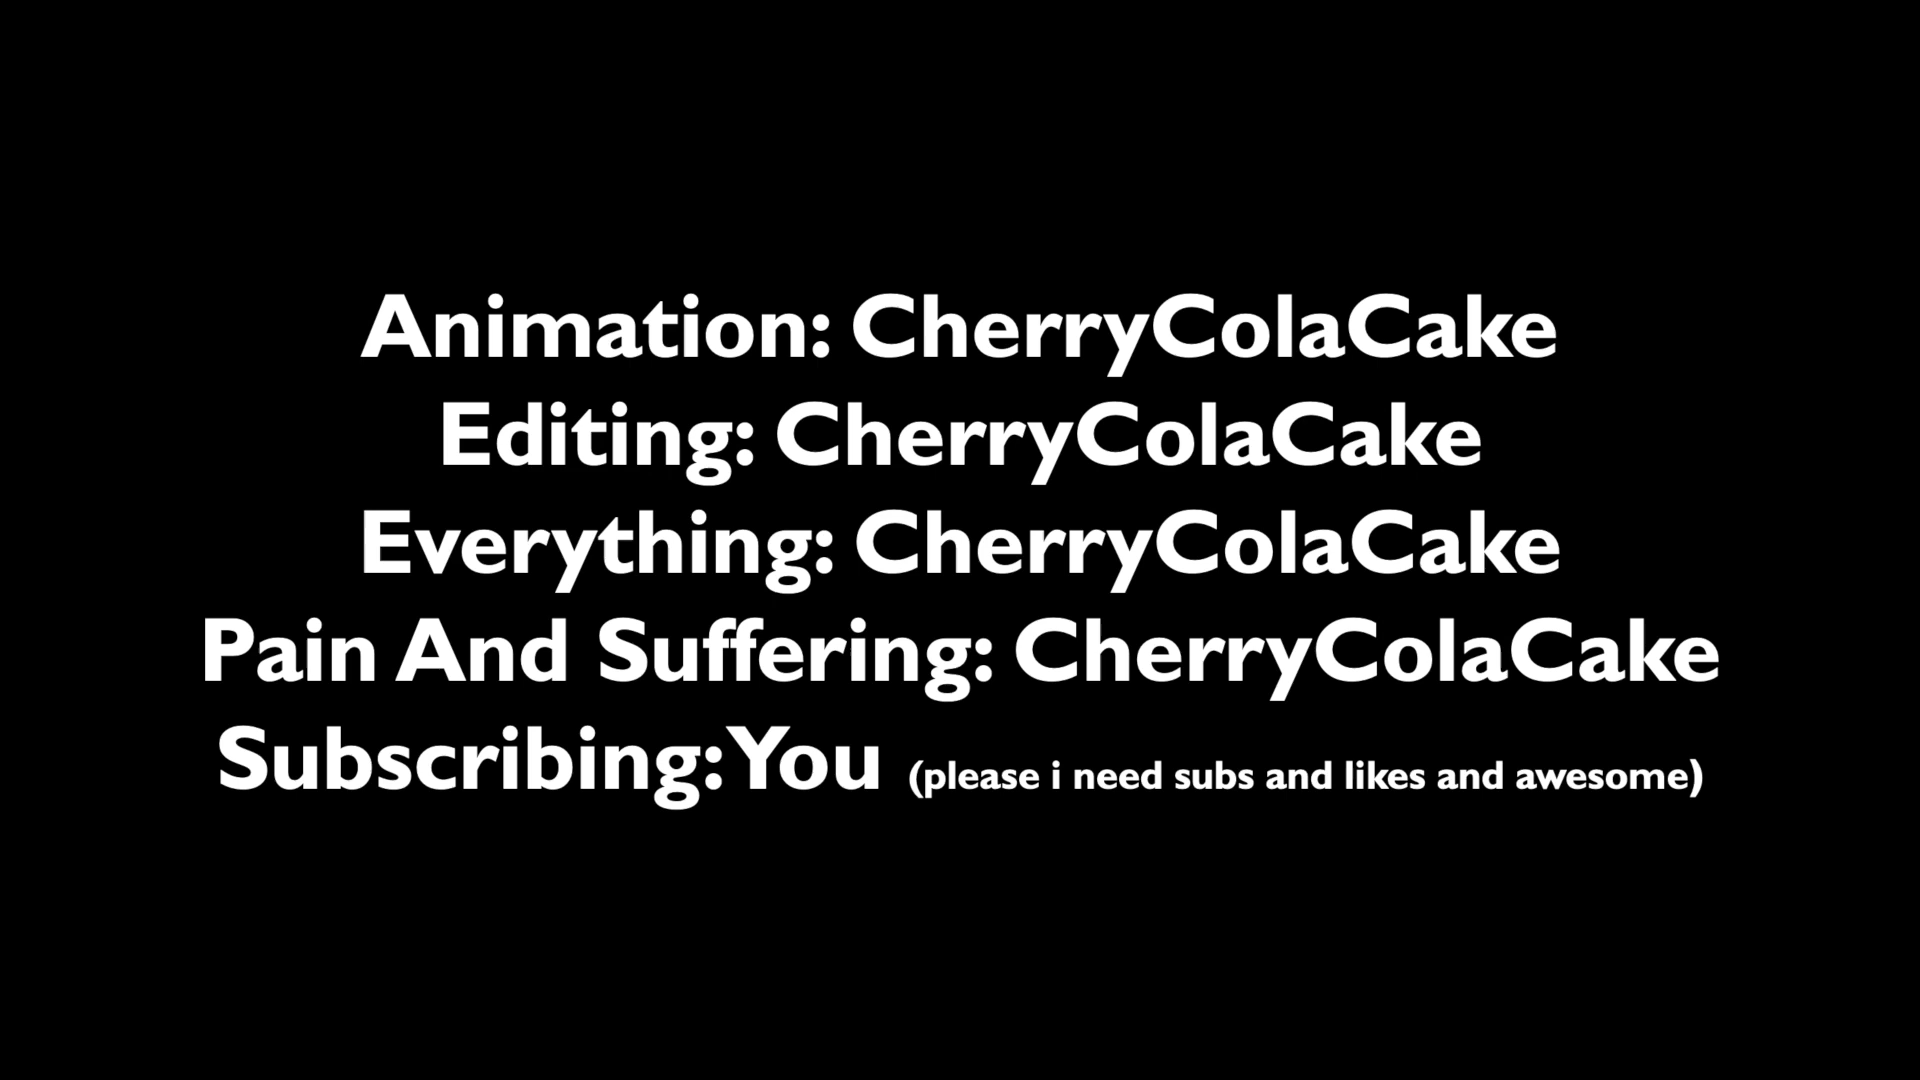 Animation: CherryColaCake
Editing: CherryColaCake
Everything: CherryColaCake
Pain And Suffering: CherryColaCake
Subscribing: You (please i need subs and likes and awesome)